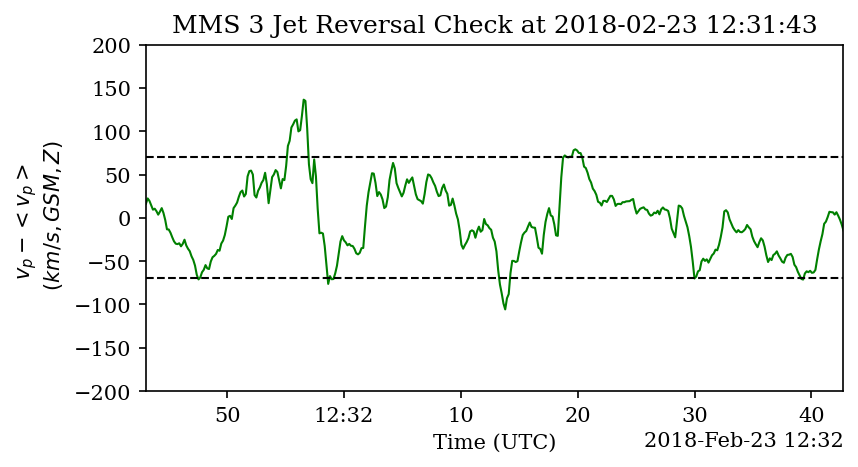 MMS 3 Jet Reversal Check at 2018-02-23 12:31:43
200
150
100
50
0
−50
−100
−150
−200
v_p − < v_p >
(km/s, GSM, Z)
50 12:32 10 20 30 40
Time (UTC)
2018-Feb-23 12:32